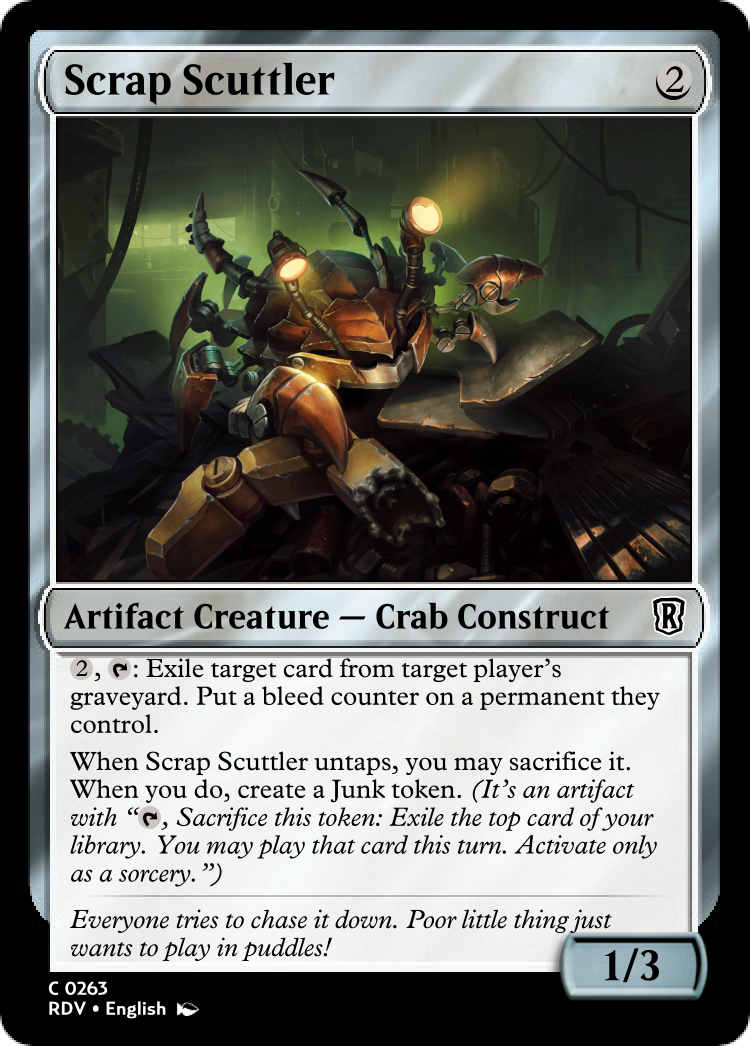 Scrap Scuttler
2
Artifact Creature — Crab Construct
R
2, : Exile target card from target player's
graveyard. Put a bleed counter on a permanent they
control.
When Scrap Scuttler untaps, you may sacrifice it.
When you do, create a Junk token. (It's an artifact
with “, Sacrifice this token: Exile the top card of your
library. You may play that card this turn. Activate only
as a sorcery.”)
Everyone tries to chase it down. Poor little thing just
wants to play in puddles!
1/3
C 0263
RDV • English